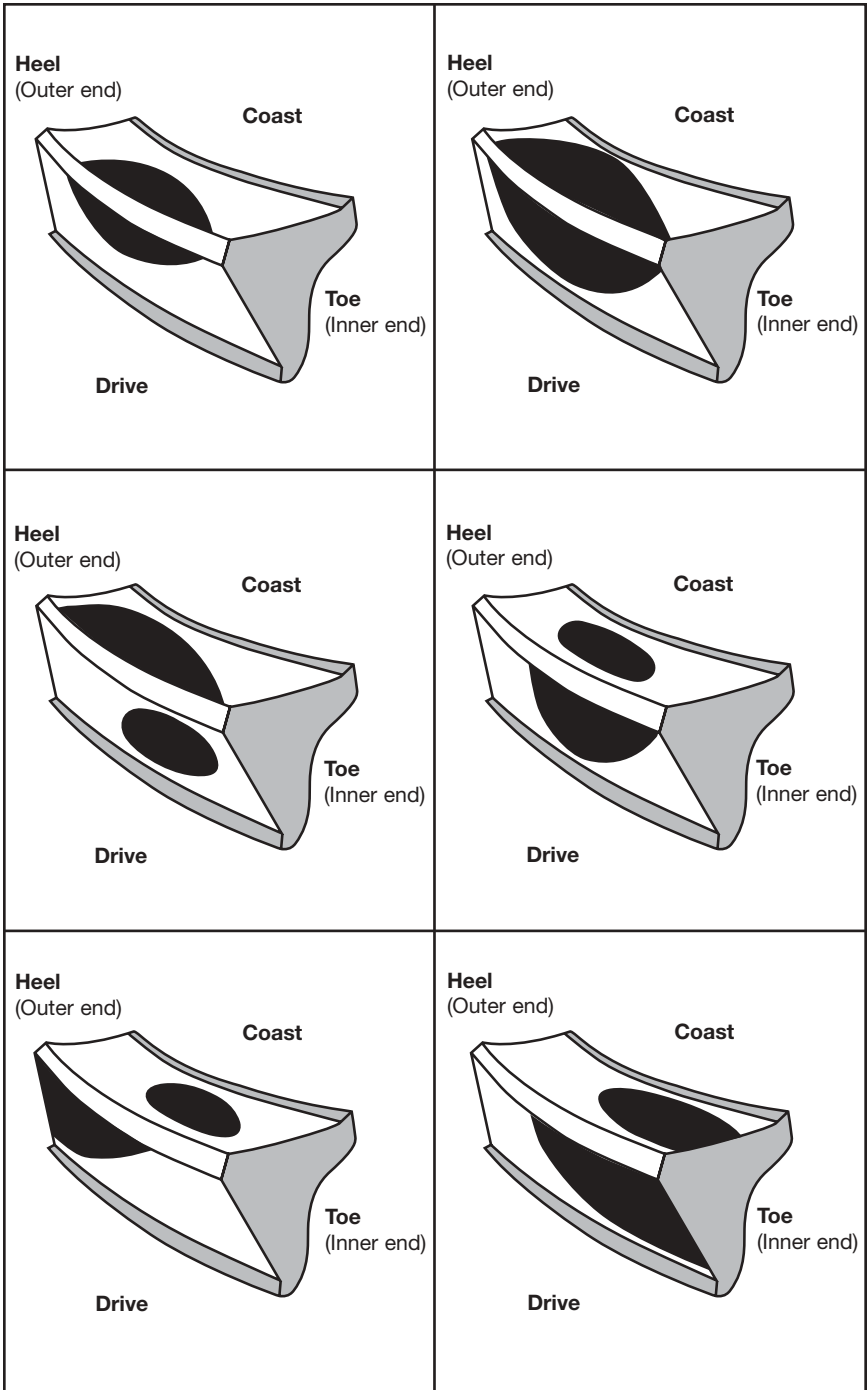 Heel
(Outer end)
Coast
Toe
(Inner end)
Drive
Heel
(Outer end)
Coast
Toe
(Inner end)
Drive
Heel
(Outer end)
Coast
Toe
(Inner end)
Drive
Heel
(Outer end)
Coast
Toe
(Inner end)
Drive
Heel
(Outer end)
Coast
Toe
(Inner end)
Drive
Heel
(Outer end)
Coast
Toe
(Inner end)
Drive